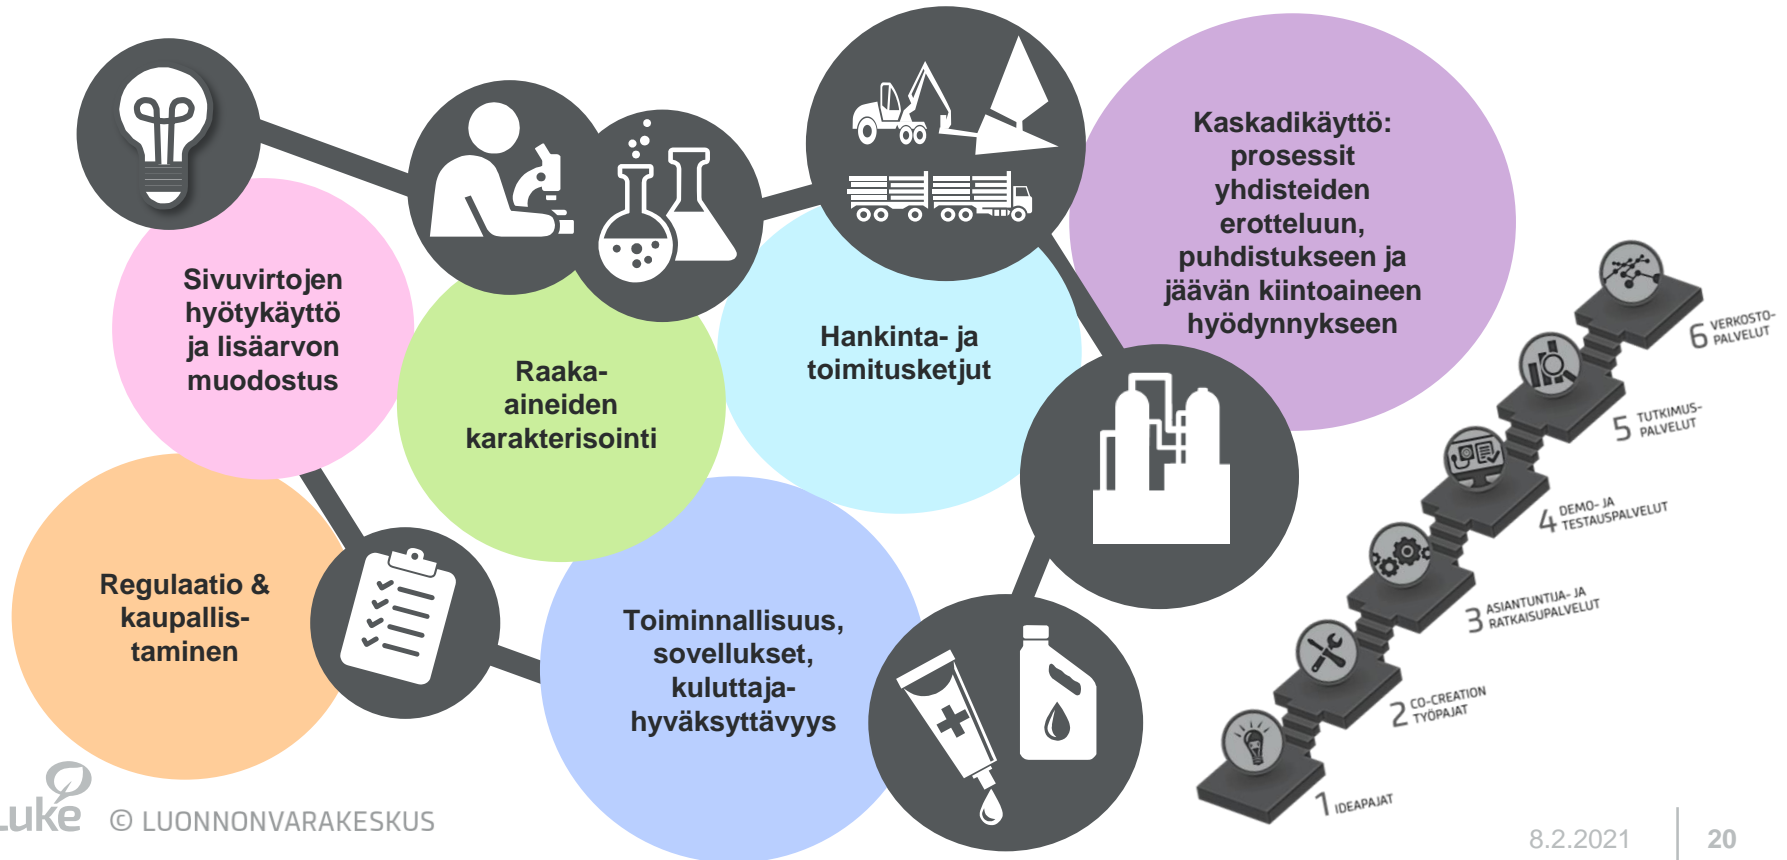 Sivuvirtojen
hyötykäyttö
ja lisäarvon
muodostus
Raaka-
aineiden
karakterisointi
Hankinta- ja
toimitusketjut
Kaskadikäyttö:
prosessit
yhdisteiden
erotteluun,
puhdistukseen ja
jäävän kiintoaineen
hyödynnykseen
Regulaatio &
kaupallis-
taminen
Toiminnallisuus,
sovellukset,
kuluttaja-
hyväksyttävyys
6 VERKOSTO-
PALVELUT
5 TUTKIMUS-
PALVELUT
4 DEMO- JA
TESTAUSPALVELUT
3 ASIANTUNTIJA- JA
RATKAISUPALVELUT
2 CO-CREATION
TYÖPAJAT
1 IDEAPAJAT
Luke
© LUONNONVARAKESKUS
8.2.2021
20